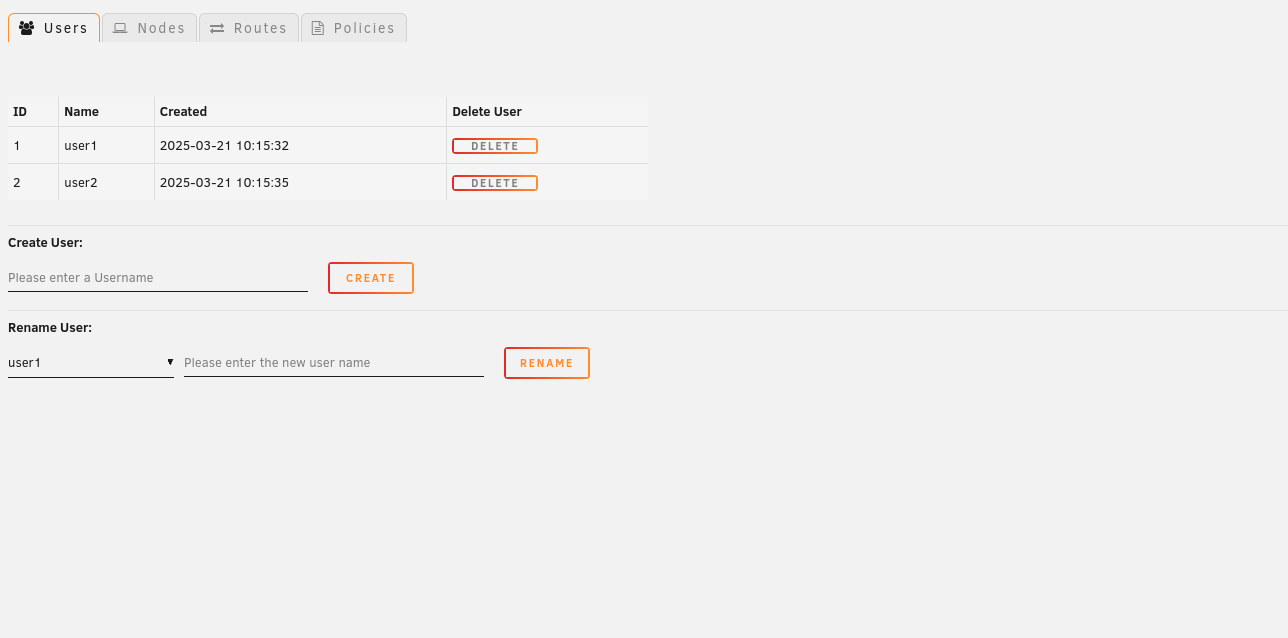 Users Nodes Routes Policies
ID Name Created Delete User
1 user1 2025-03-21 10:15:32 DELETE
2 user2 2025-03-21 10:15:35 DELETE
Create User:
Please enter a Username CREATE
Rename User:
user1 Please enter the new user name RENAME